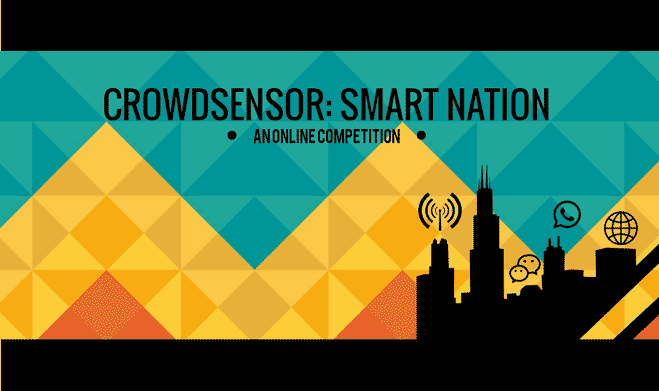 CROWDSENSOR: SMART NATION
• AN ONLINE COMPETITION •